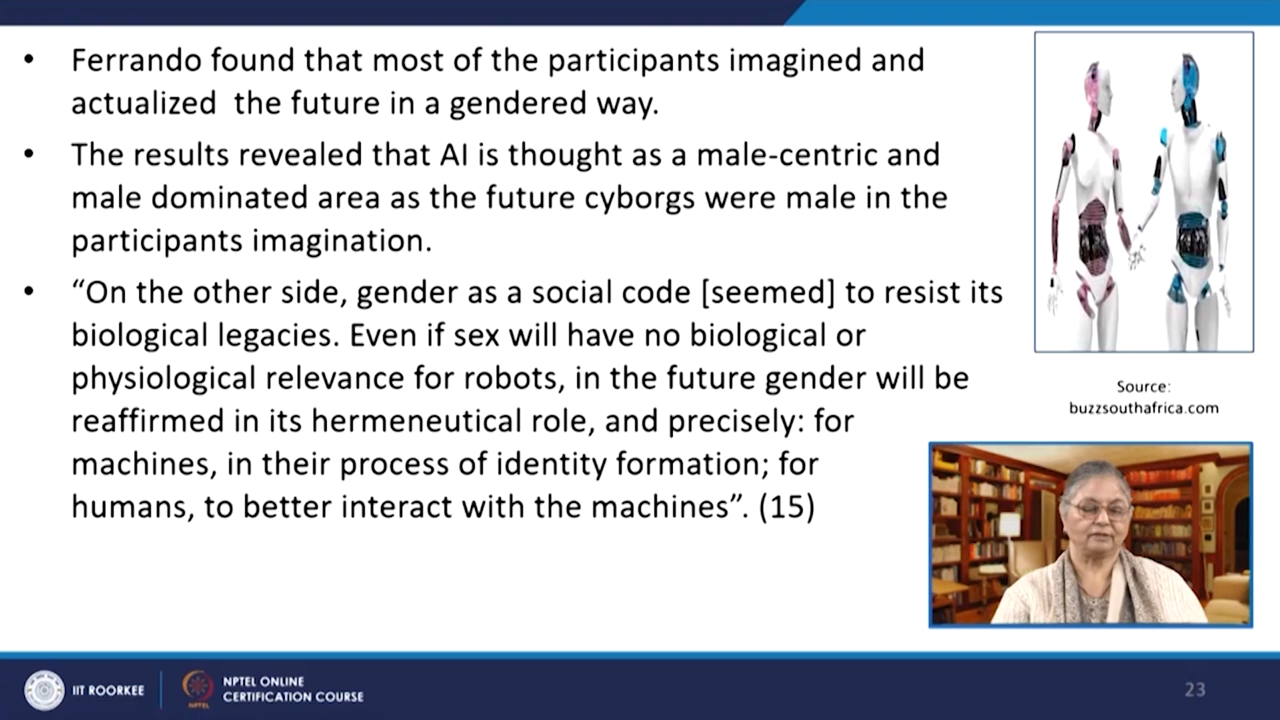 • Ferrando found that most of the participants imagined and
actualized the future in a gendered way.
• The results revealed that AI is thought as a male-centric and
male dominated area as the future cyborgs were male in the
participants imagination.
• “On the other side, gender as a social code [seemed] to resist its
biological legacies. Even if sex will have no biological or
physiological relevance for robots, in the future gender will be
reaffirmed in its hermeneutical role, and precisely: for
machines, in their process of identity formation; for
humans, to better interact with the machines”. (15)
Source:
buzzsouthafrica.com
IIT ROORKEE
NPTEL
NPTEL ONLINE
CERTIFICATION COURSE
23